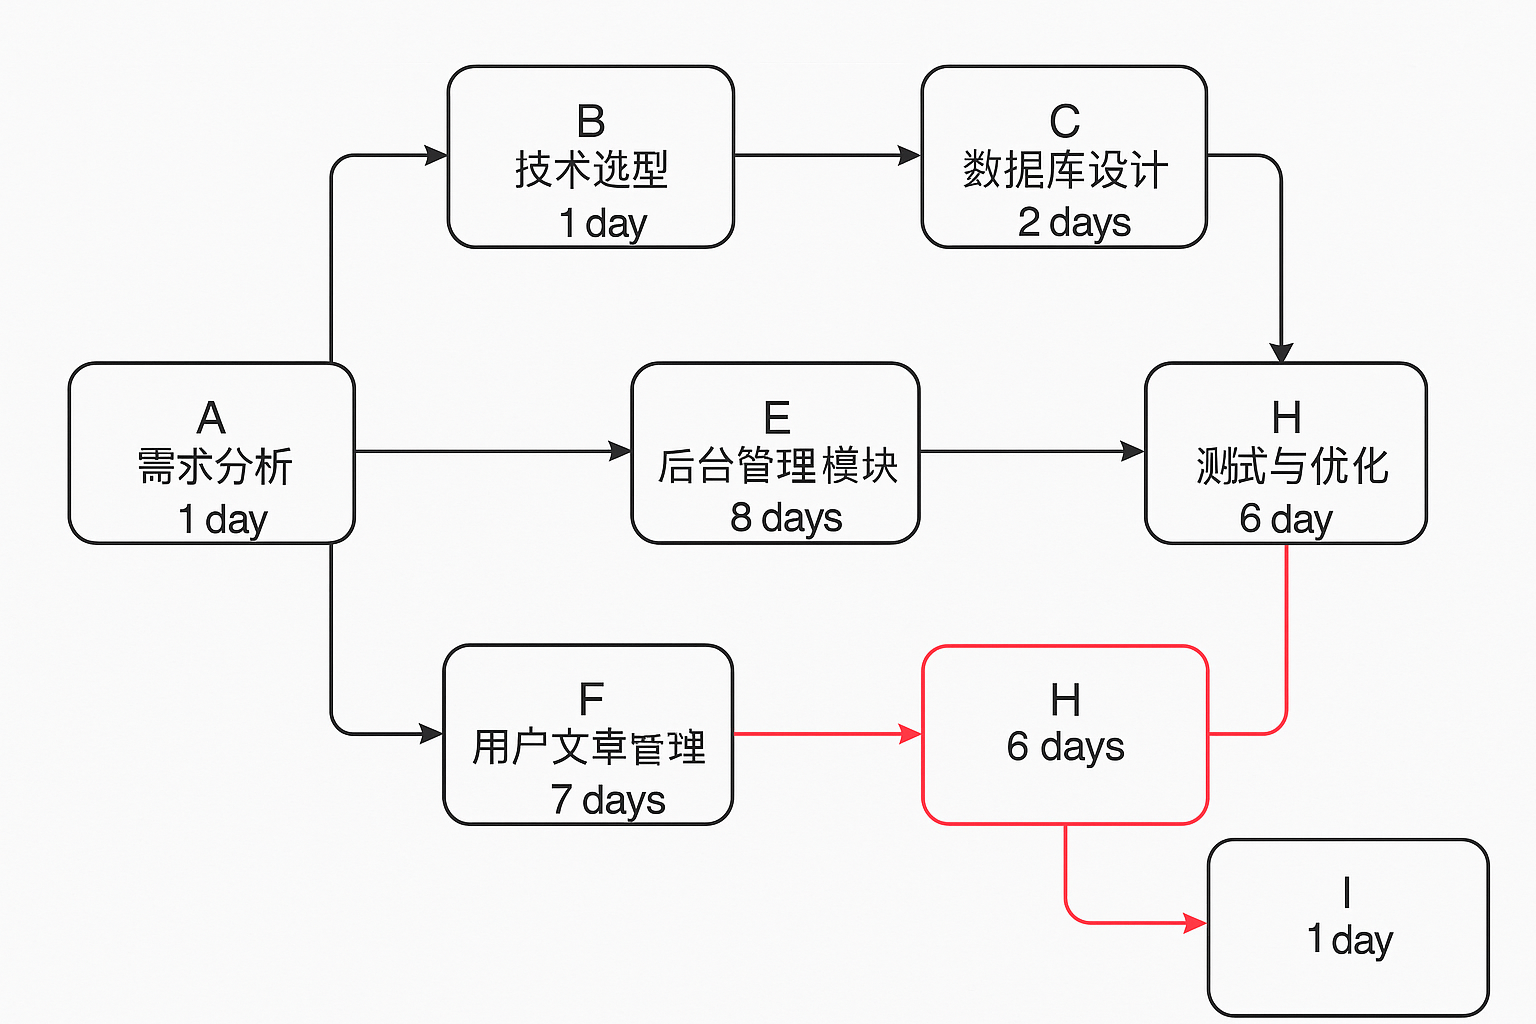 B
技术选型
1 day
C
数据库设计
2 days
A
需求分析
1 day
E
后台管理模块
8 days
H
测试与优化
6 day
F
用户文章管理
7 days
H
6 days
I
1 day